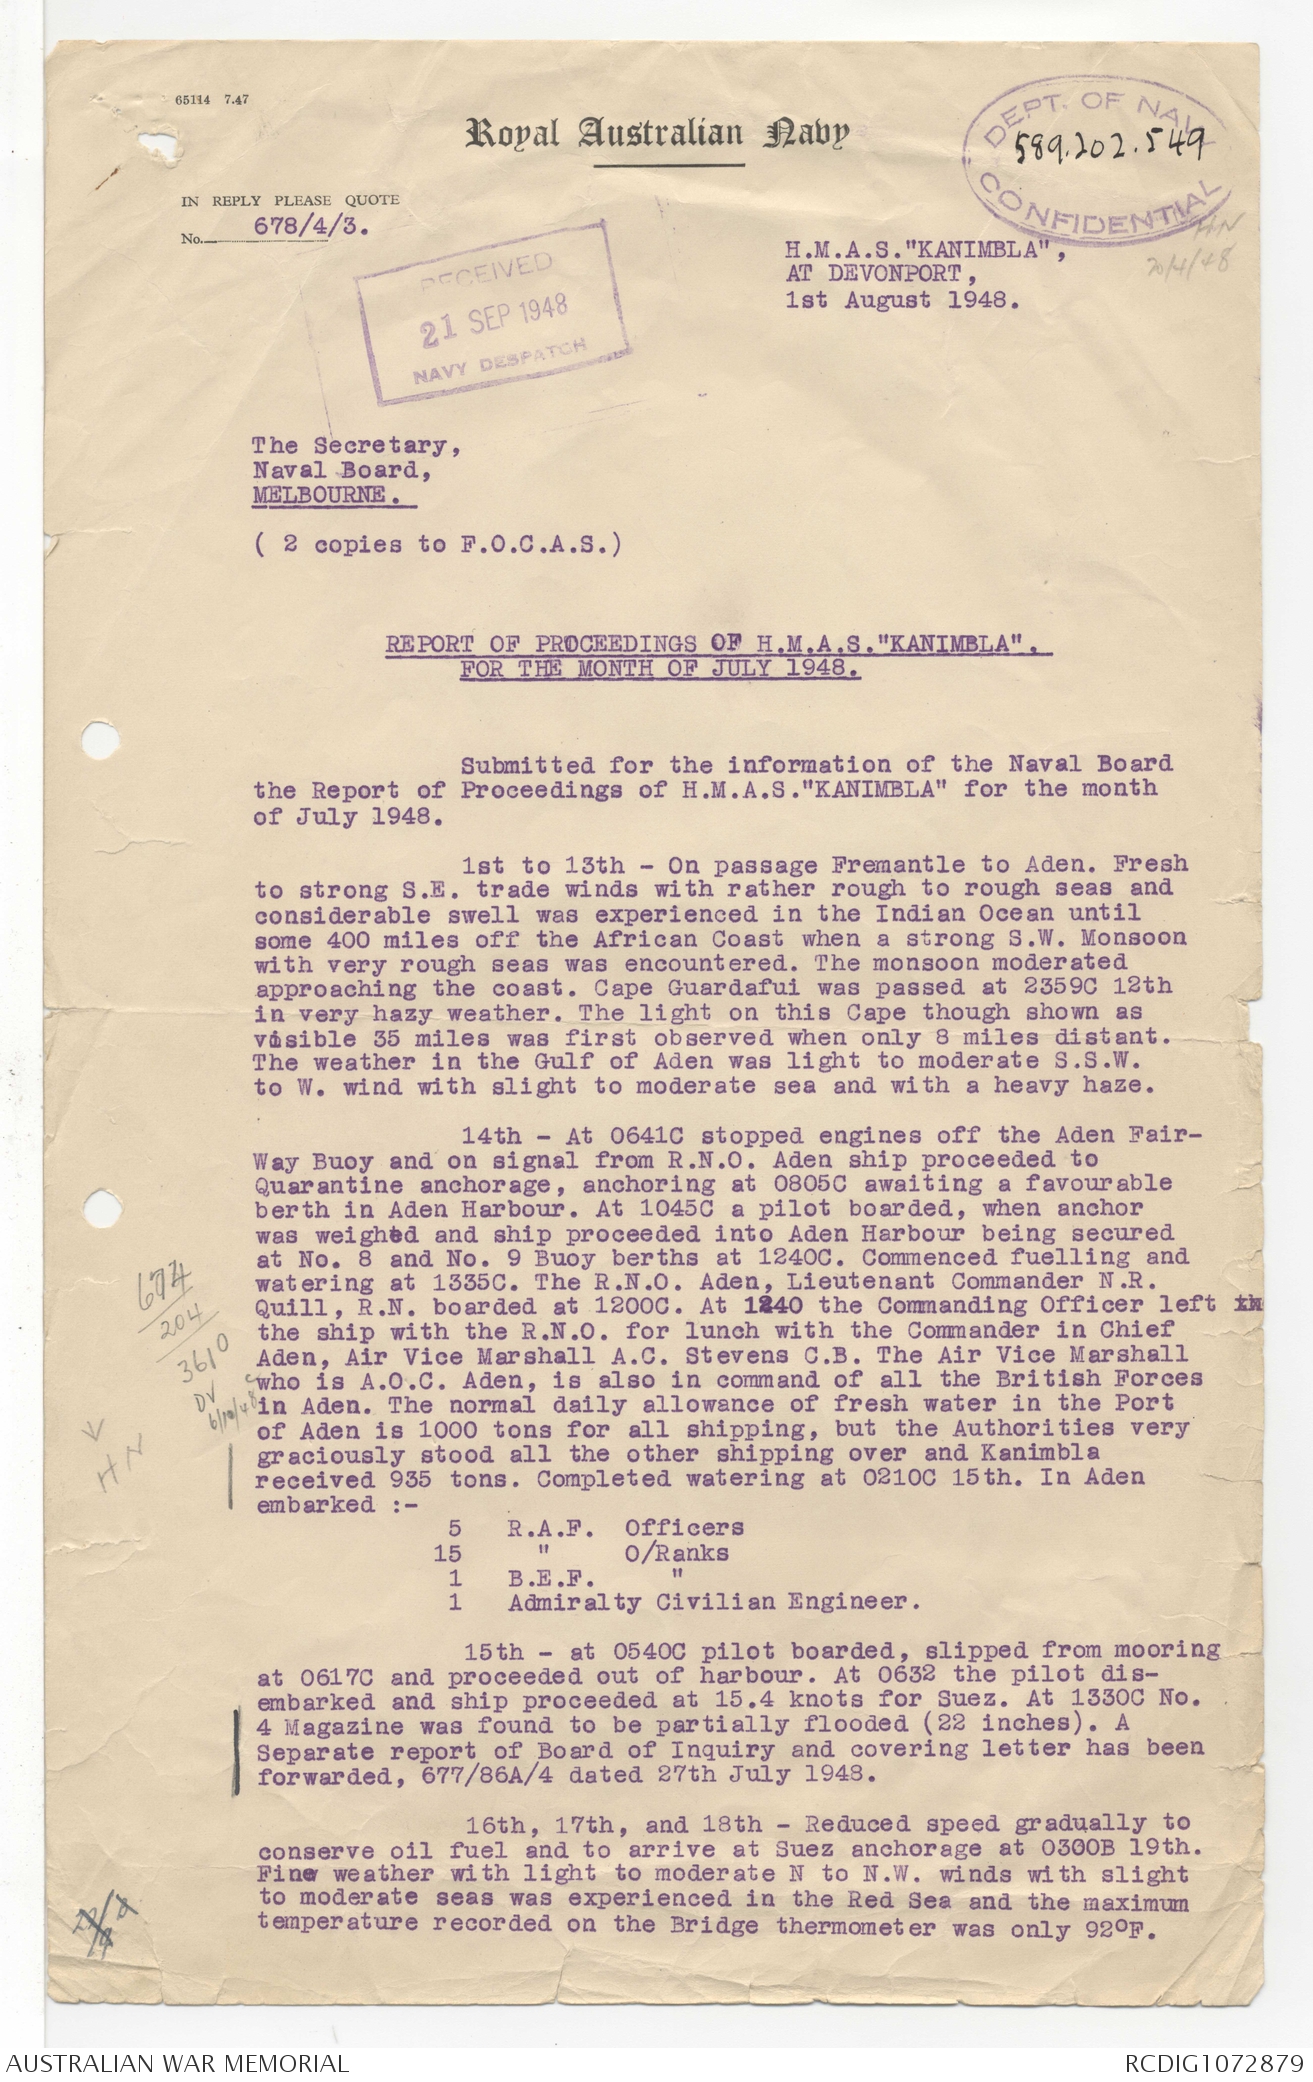 65114 7.47
Royal Australian Navy
DEPT. OF NAVY
589.202.549
CONFIDENTIAL
HN
IN REPLY PLEASE QUOTE
No. 678/4/3.
H.M.A.S."KANIMBLA",
AT DEVONPORT,
1st August 1948.
RECEIVED
21 SEP 1948
NAVY DESPATCH
The Secretary,
Naval Board,
MELBOURNE.
( 2 copies to F.O.C.A.S.)
REPORT OF PROCEEDINGS OF H.M.A.S."KANIMBLA".
FOR THE MONTH OF JULY 1948.
Submitted for the information of the Naval Board
the Report of Proceedings of H.M.A.S."KANIMBLA" for the month
of July 1948.
1st to 13th - On passage Fremantle to Aden. Fresh
to strong S.E. trade winds with rather rough to rough seas and
considerable swell was experienced in the Indian Ocean until
some 400 miles off the African Coast when a strong S.W. Monsoon
with very rough seas was encountered. The monsoon moderated
approaching the coast. Cape Guardafui was passed at 2359C 12th
in very hazy weather. The light on this Cape though shown as
visible 35 miles was first observed when only 8 miles distant.
The weather in the Gulf of Aden was light to moderate S.S.W.
to W. wind with slight to moderate sea and with a heavy haze.
14th - At 0641C stopped engines off the Aden Fair-
Way Buoy and on signal from R.N.O. Aden ship proceeded to
Quarantine anchorage, anchoring at 0805C awaiting a favourable
berth in Aden Harbour. At 1045C a pilot boarded, when anchor
was weighed and ship proceeded into Aden Harbour being secured
at No. 8 and No. 9 Buoy berths at 1240C. Commenced fuelling and
watering at 1335C. The R.N.O. Aden, Lieutenant Commander N.R.
Quill, R.N. boarded at 1200C. At 1240 the Commanding Officer left
the ship with the R.N.O. for lunch with the Commander in Chief
Aden, Air Vice Marshall A.C. Stevens C.B. The Air Vice Marshall
who is A.O.C. Aden, is also in command of all the British Forces
in Aden. The normal daily allowance of fresh water in the Port
of Aden is 1000 tons for all shipping, but the Authorities very
graciously stood all the other shipping over and Kanimbla
received 935 tons. Completed watering at 0210C 15th. In Aden
embarked :-
5 R.A.F. Officers
15 " O/Ranks
1 B.E.F. "
1 Admiralty Civilian Engineer.
674
204
3610
6/10/48
HN
15th - at 0540C pilot boarded, slipped from mooring
at 0617C and proceeded out of harbour. At 0632 the pilot dis-
embarked and ship proceeded at 15.4 knots for Suez. At 1330C No.
4 Magazine was found to be partially flooded (22 inches). A
Separate report of Board of Inquiry and covering letter has been
forwarded, 677/86A/4 dated 27th July 1948.
16th, 17th, and 18th - Reduced speed gradually to
conserve oil fuel and to arrive at Suez anchorage at 0300B 19th.
Fine weather with light to moderate N to N.W. winds with slight
to moderate seas was experienced in the Red Sea and the maximum
temperature recorded on the Bridge thermometer was only 92°F.
AUSTRALIAN WAR MEMORIAL
RCDIG1072879